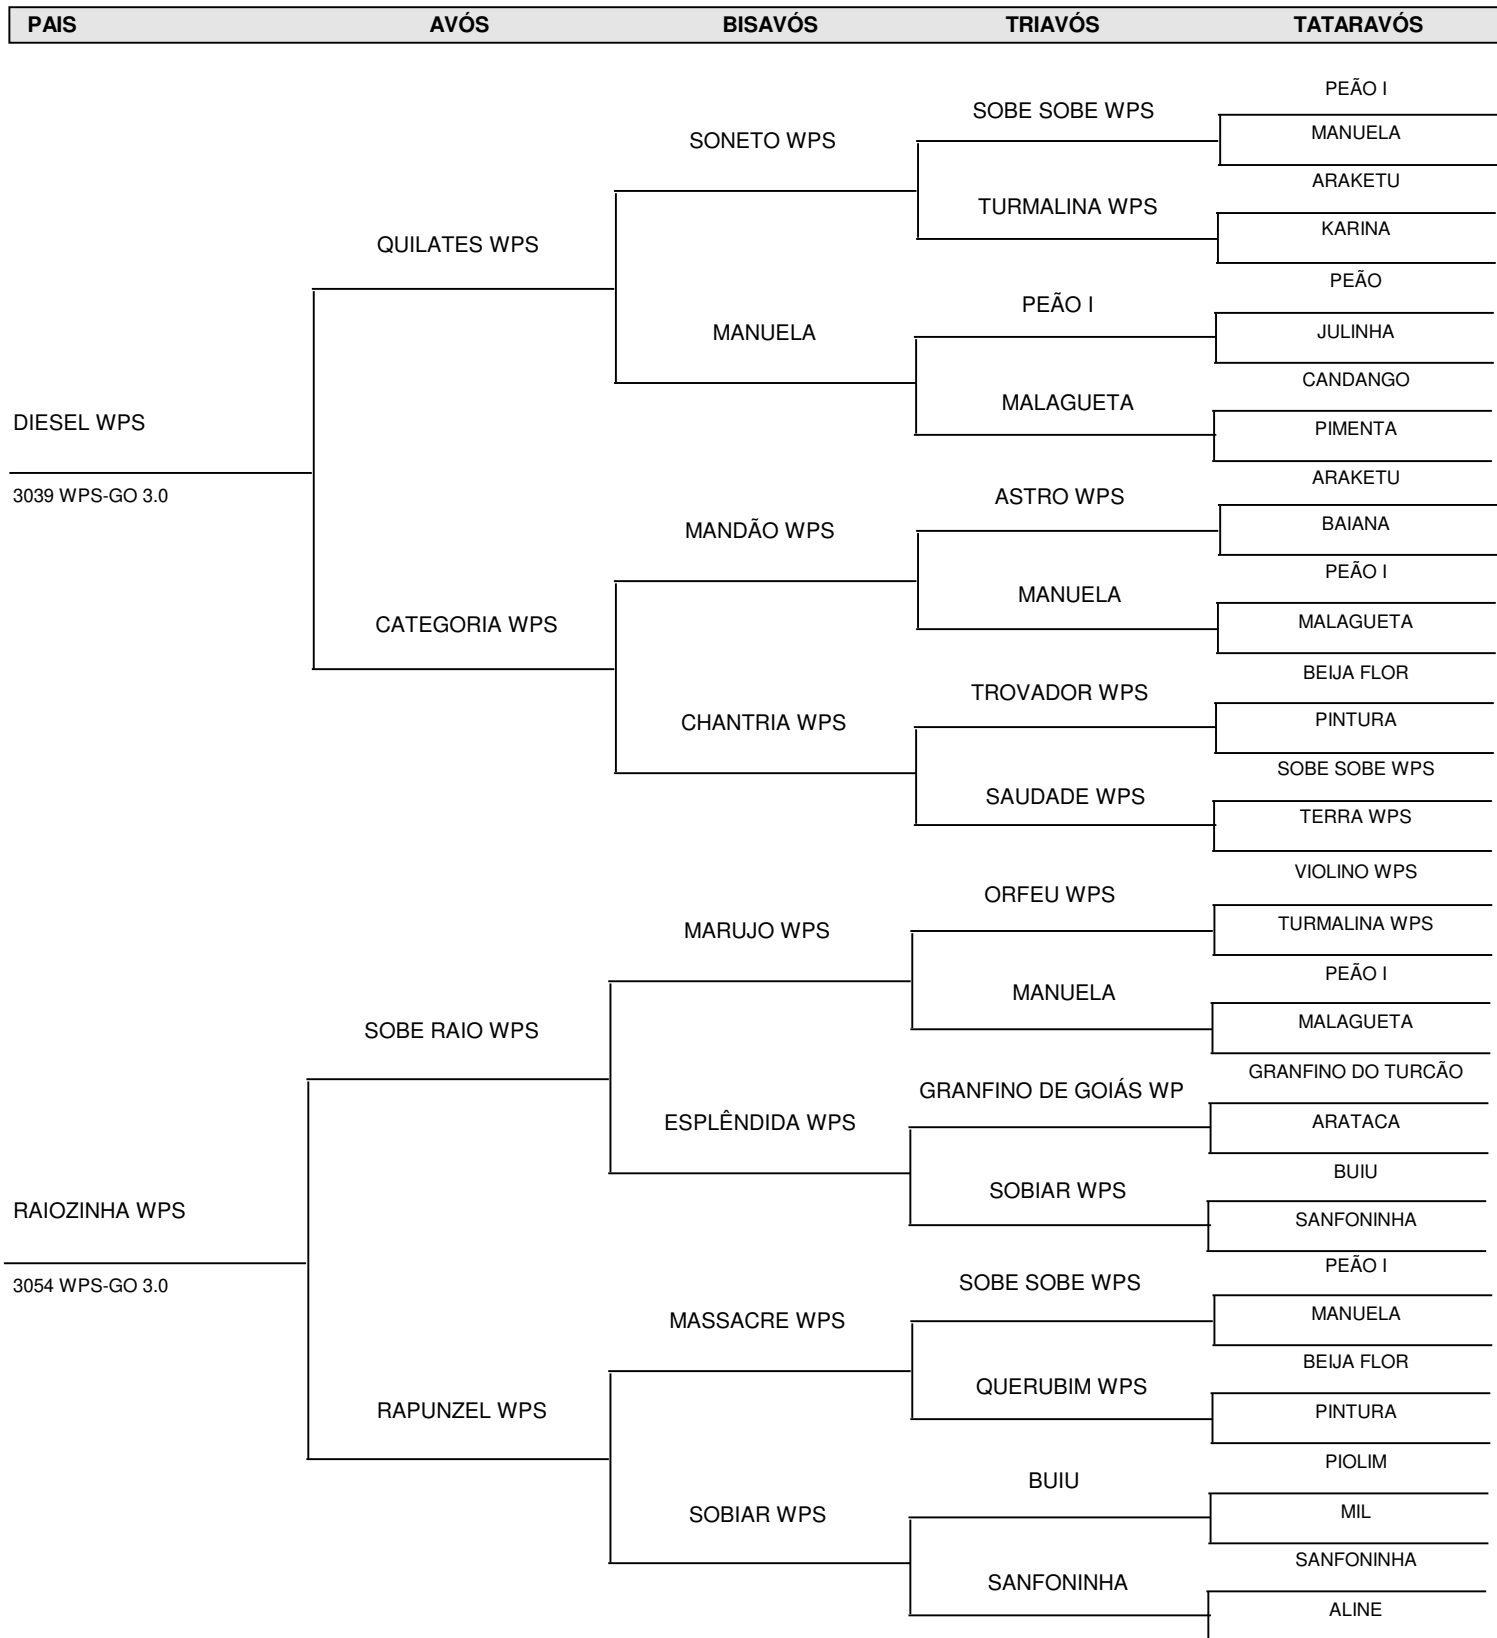 PAIS AVÓS BISAVÓS TRIAVÓS TATARAVÓS
PEÃO I
SOBE SOBE WPS
MANUELA
SONETO WPS
ARAKETU
TURMALINA WPS
KARINA
QUILATES WPS
PEÃO
PEÃO I
JULINHA
MANUELA
CANDANGO
MALAGUETA
DIESEL WPS
PIMENTA
ARAKETU
3039 WPS-GO 3.0
ASTRO WPS
BAIANA
MANDÃO WPS
PEÃO I
MANUELA
MALAGUETA
CATEGORIA WPS
BEIJA FLOR
TROVADOR WPS
PINTURA
CHANTRIA WPS
SOBE SOBE WPS
SAUDADE WPS
TERRA WPS
VIOLINO WPS
ORFEU WPS
TURMALINA WPS
MARUJO WPS
PEÃO I
MANUELA
MALAGUETA
SOBE RAIO WPS
GRANFINO DO TURCÃO
GRANFINO DE GOIÁS WP
ARATACA
ESPLÊNDIDA WPS
BUIU
SOBIAR WPS
RAIOZINHA WPS
SANFONINHA
PEÃO I
3054 WPS-GO 3.0
SOBE SOBE WPS
MANUELA
MASSACRE WPS
BEIJA FLOR
QUERUBIM WPS
RAPUNZEL WPS
PINTURA
PIOLIM
BUIU
MIL
SOBIAR WPS
SANFONINHA
SANFONINHA
ALINE